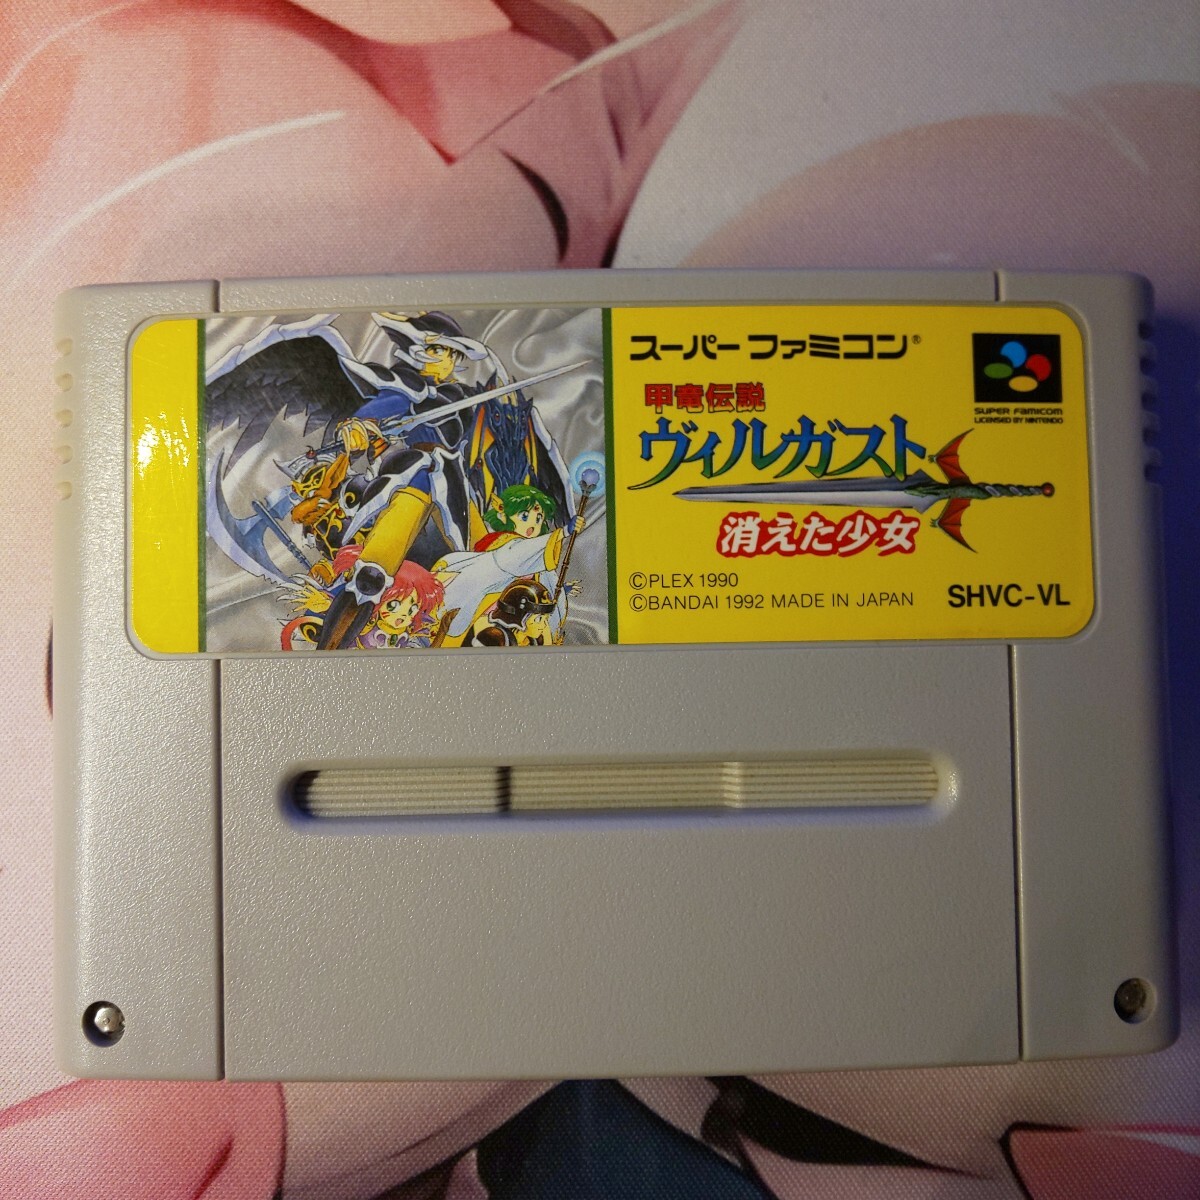 スーパーファミコン®
SUPER FAMICOM
LICENSED BY NINTENDO
甲竜伝説
ヴィルガスト
消えた少女
©PLEX 1990
©BANDAI 1992 MADE IN JAPAN
SHVC-VL